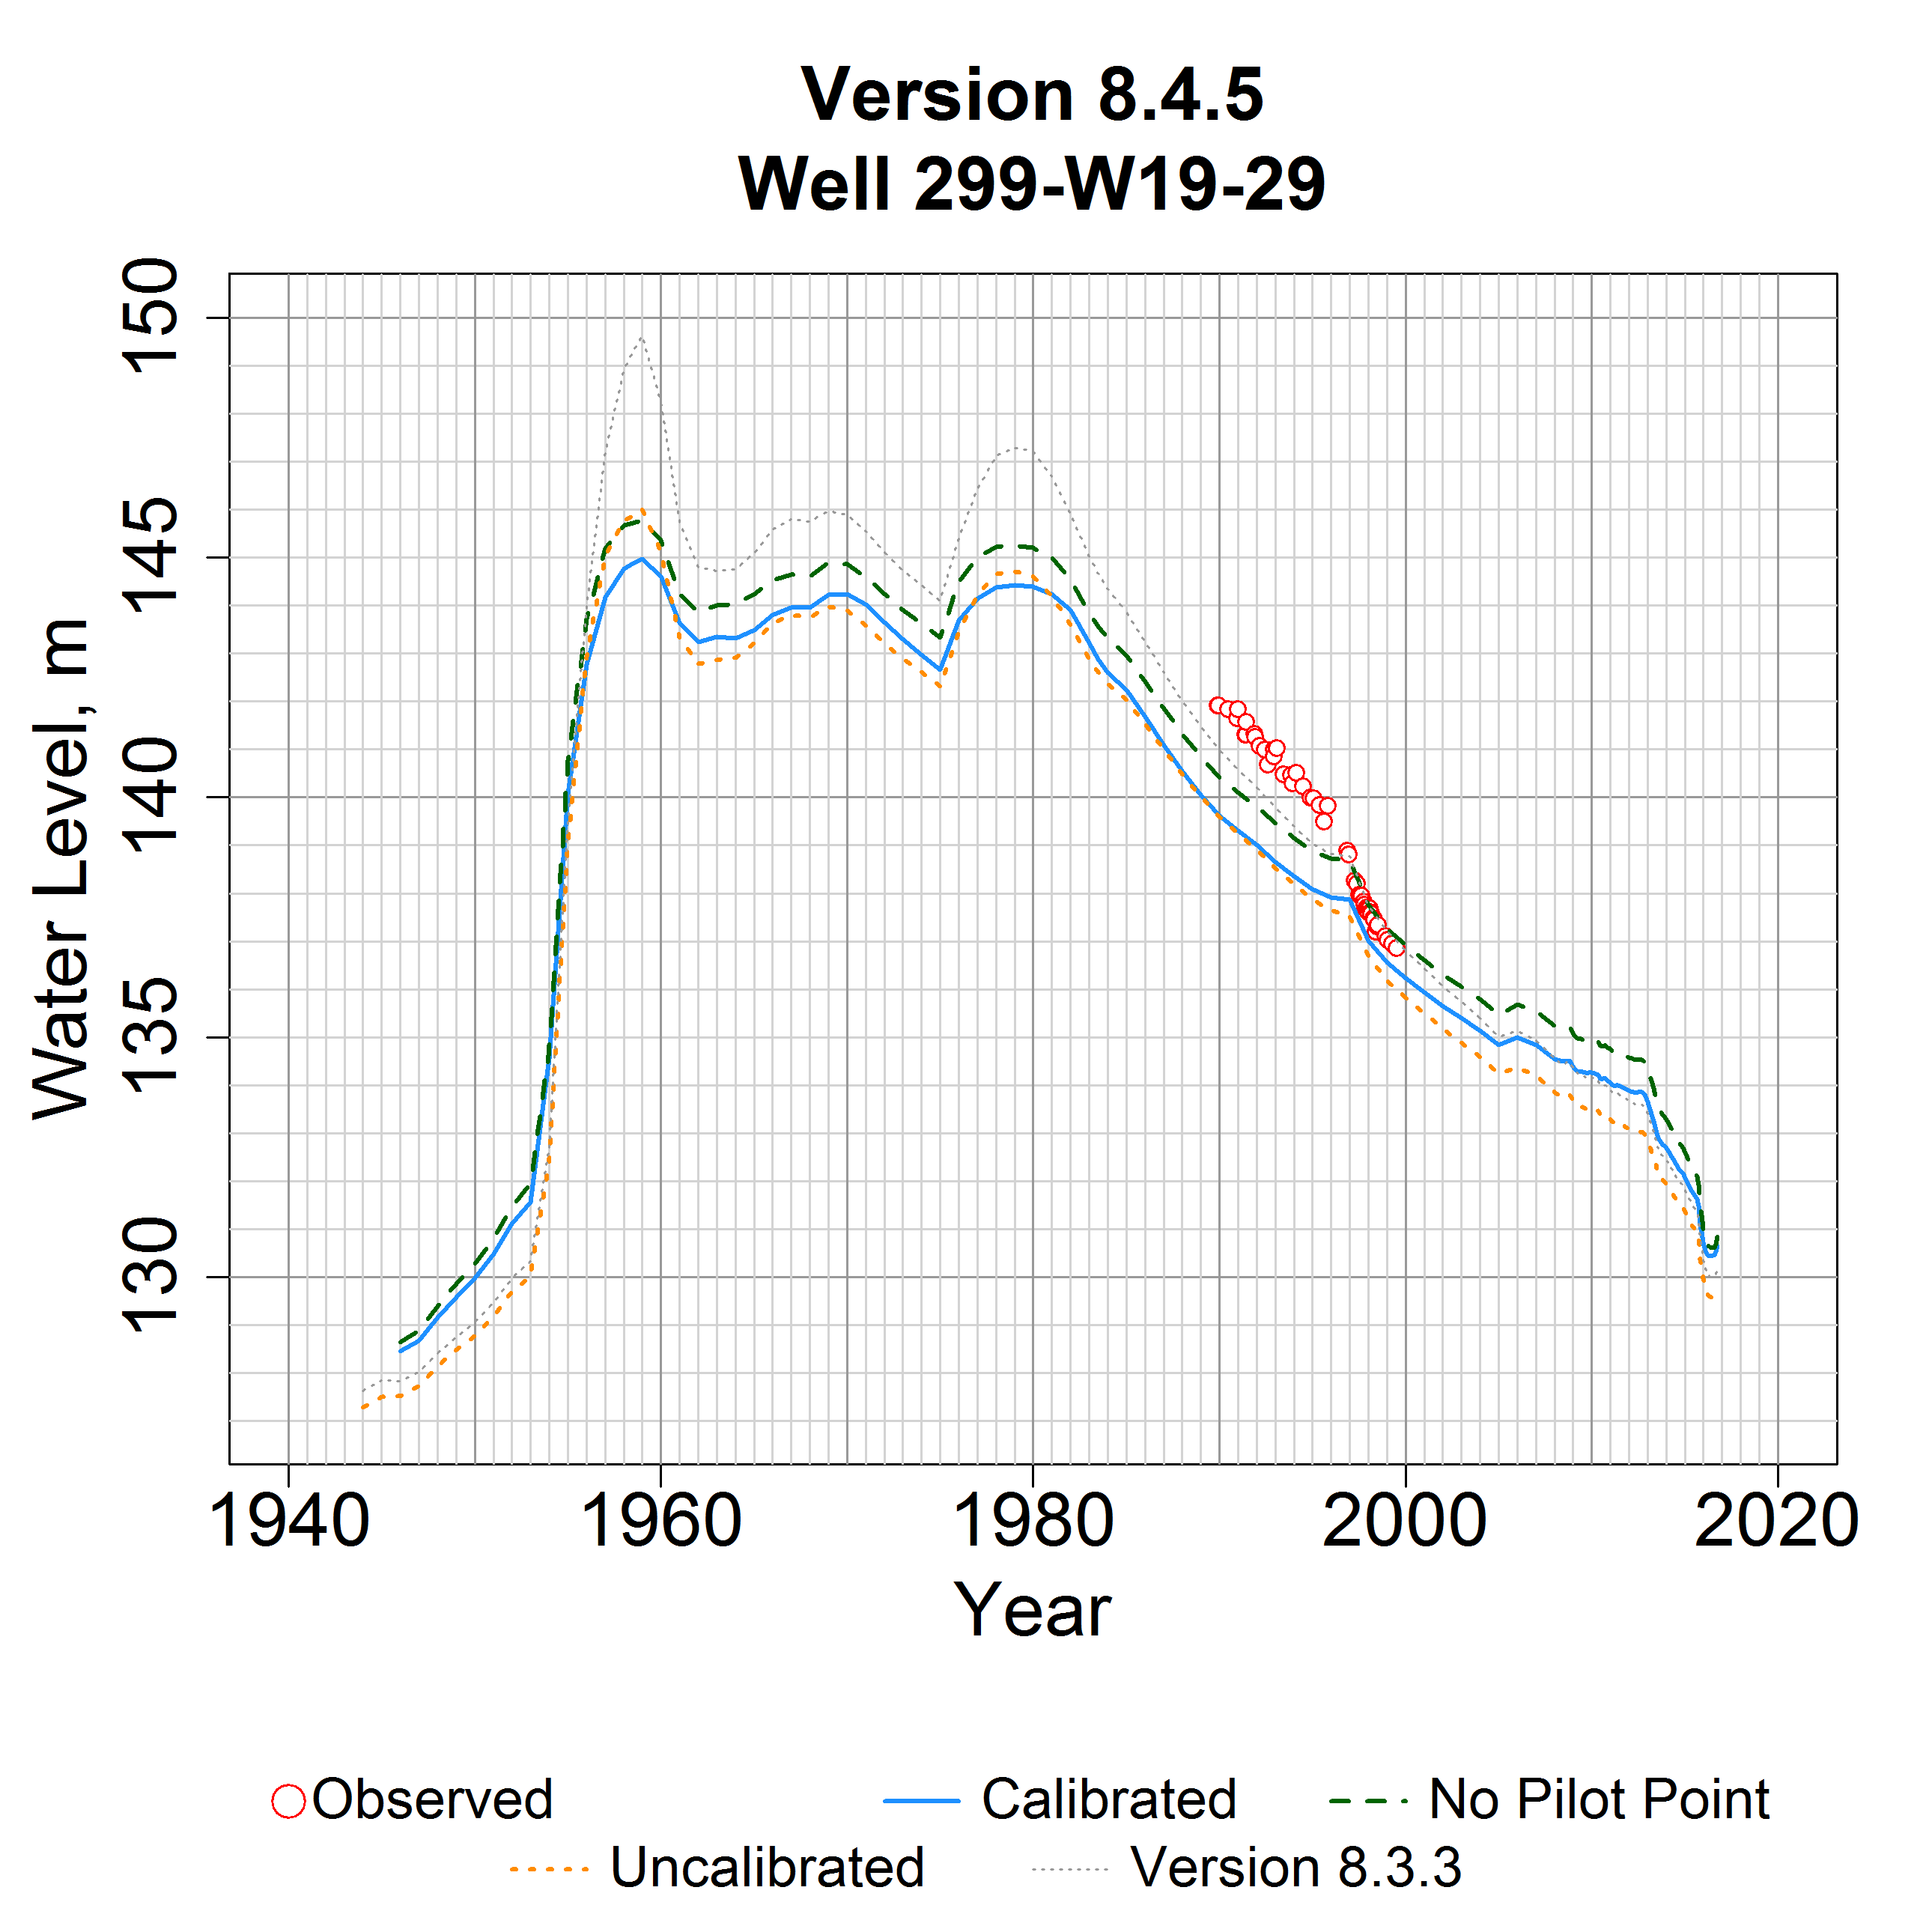 Version 8.4.5
Well 299-W19-29
Water Level, m
150
145
140
135
130
1940 1960 1980 2000 2020
Year
Observed Calibrated No Pilot Point
Uncalibrated Version 8.3.3